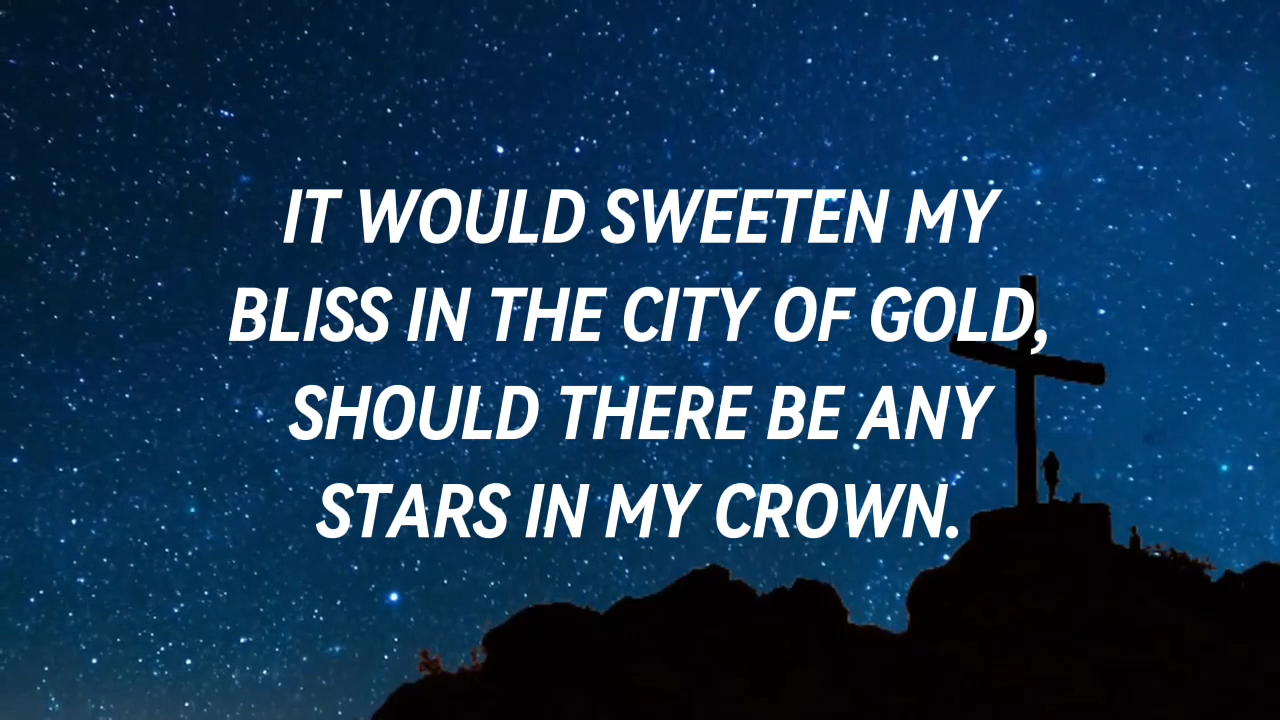 IT WOULD SWEETEN MY
BLISS IN THE CITY OF GOLD,
SHOULD THERE BE ANY
STARS IN MY CROWN.